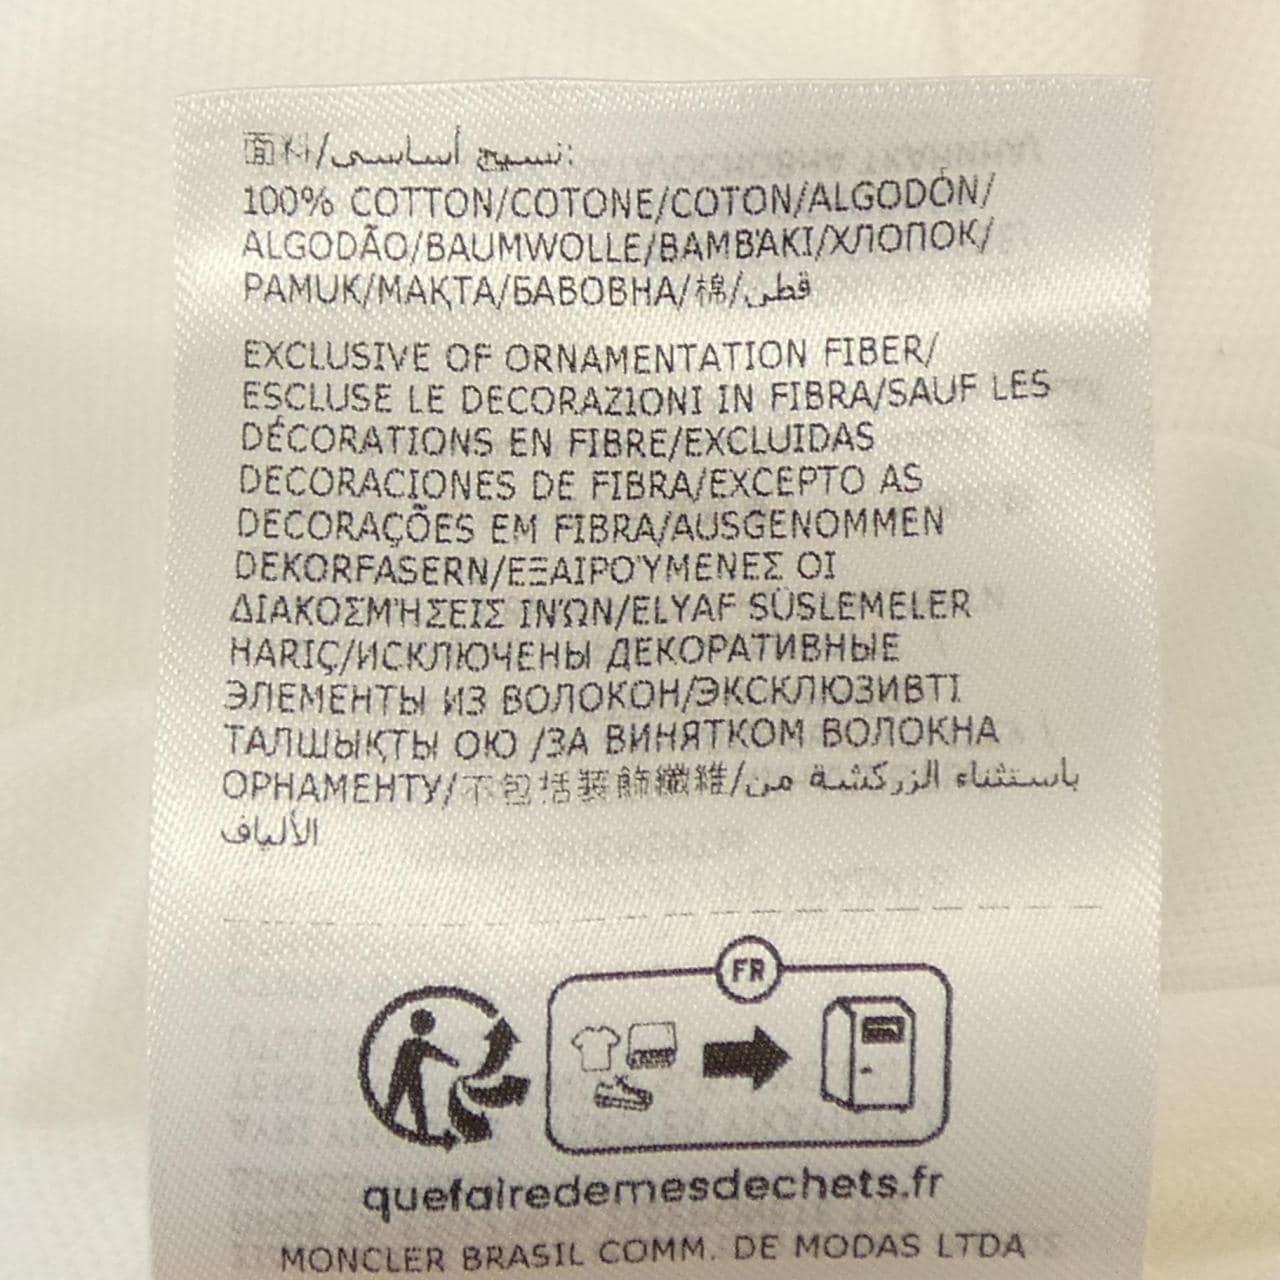 面料/نسيج أساسى:
100% COTTON/COTONE/COTON/ALGODÓN/
ALGODÃO/BAUMWOLLE/ΒΑΜΒΆΚΙ/ХЛОПОК/
PAMUK/МАҚТА/БАВОВНА/棉/قطن
EXCLUSIVE OF ORNAMENTATION FIBER/
ESCLUSE LE DECORAZIONI IN FIBRA/SAUF LES
DÉCORATIONS EN FIBRE/EXCLUIDAS
DECORACIONES DE FIBRA/EXCEPTO AS
DECORAÇÕES EM FIBRA/AUSGENOMMEN
DEKORFASERN/ΕΞΑΙΡΟΎΜΕΝΕΣ ΟΙ
ΔΙΑΚΟΣΜΉΣΕΙΣ ΙΝΏΝ/ELYAF SÜSLEMELER
HARİÇ/ИСКЛЮЧЕНЫ ДЕКОРАТИВНЫЕ
ЭЛЕМЕНТЫ ИЗ ВОЛОКОН/ЭКСКЛЮЗИВТІ
ТАЛШЫҚТЫ ОЮ /ЗА ВИНЯТКОМ ВОЛОКНА
ОРНАМЕНТУ/不包括装飾纖維/باستثناء الزركشة من
الألياف
FR
quefairedemesdechets.fr
MONCLER BRASIL COMM. DE MODAS LTDA